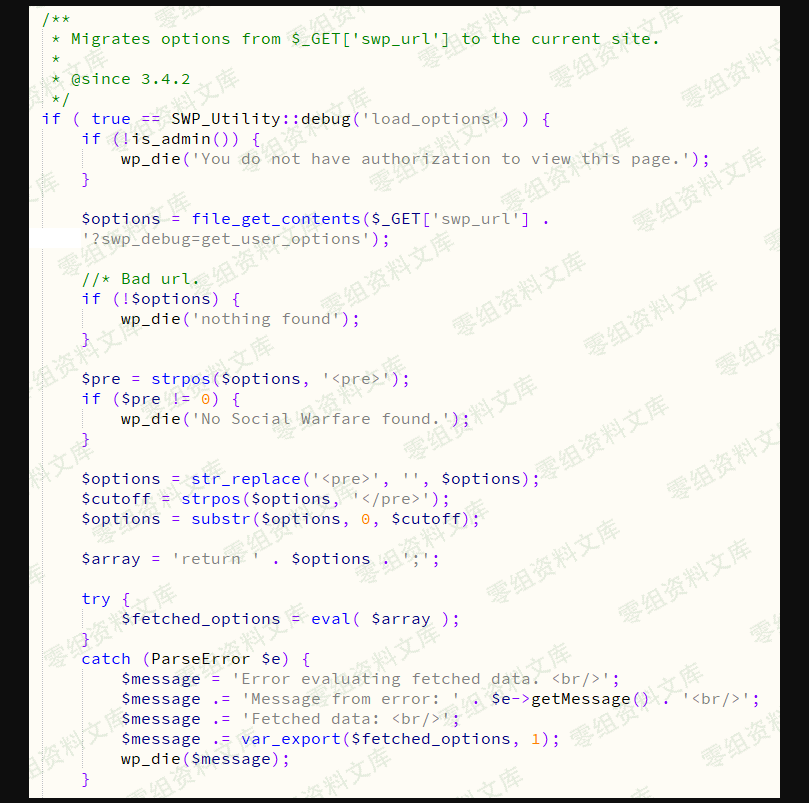 /**
 * Migrates options from $_GET['swp_url'] to the current site.
 *
 * @since 3.4.2
 */
if ( true == SWP_Utility::debug('load_options') ) {
    if (!is_admin()) {
        wp_die('You do not have authorization to view this page.');
    }

    $options = file_get_contents($_GET['swp_url'] .
    '?swp_debug=get_user_options');

    //* Bad url.
    if (!$options) {
        wp_die('nothing found');
    }

    $pre = strpos($options, '<pre>');
    if ($pre != 0) {
        wp_die('No Social Warfare found.');
    }

    $options = str_replace('<pre>', '', $options);
    $cutoff = strpos($options, '</pre>');
    $options = substr($options, 0, $cutoff);

    $array = 'return ' . $options . ';';

    try {
        $fetched_options = eval( $array );
    }
    catch (ParseError $e) {
        $message = 'Error evaluating fetched data. <br/>';
        $message .= 'Message from error: ' . $e->getMessage() . '<br/>';
        $message .= 'Fetched data: <br/>';
        $message .= var_export($fetched_options, 1);
        wp_die($message);
    }
零组资料文库